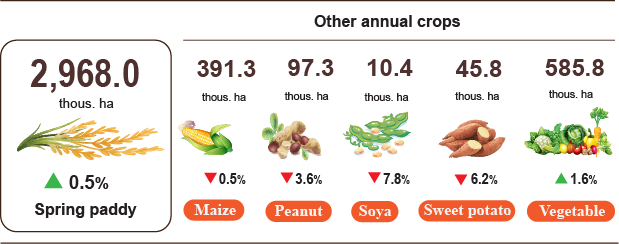 Other annual crops
2,968.0
thous. ha
▲ 0.5%
Spring paddy
391.3
thous. ha
▼ 0.5%
Maize
97.3
thous. ha
▼ 3.6%
Peanut
10.4
thous. ha
▼ 7.8%
Soya
45.8
thous. ha
▼ 6.2%
Sweet potato
585.8
thous. ha
▲ 1.6%
Vegetable